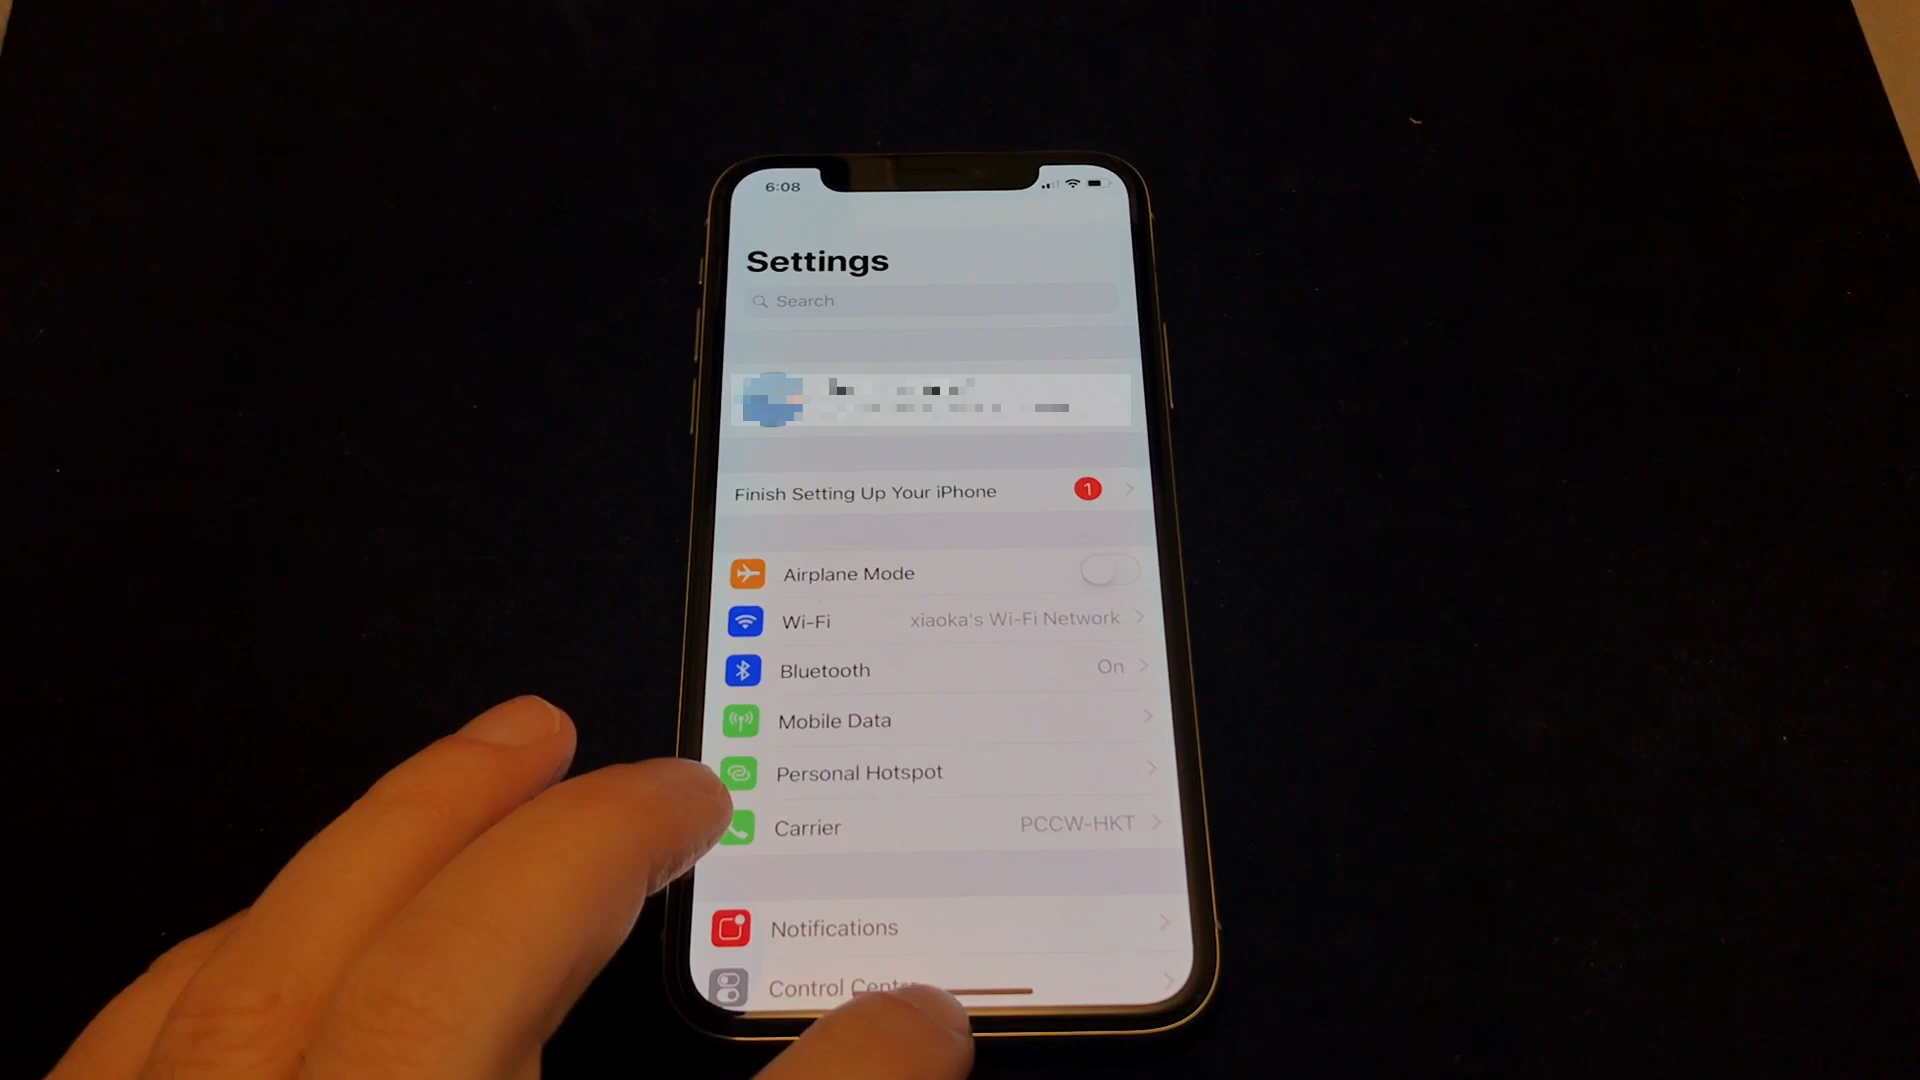 6:08
Settings
Search
Finish Setting Up Your iPhone 1
Airplane Mode
Wi-Fi xiaoka's Wi-Fi Network
Bluetooth On
Mobile Data
Personal Hotspot
Carrier PCCW-HKT
Notifications
Control